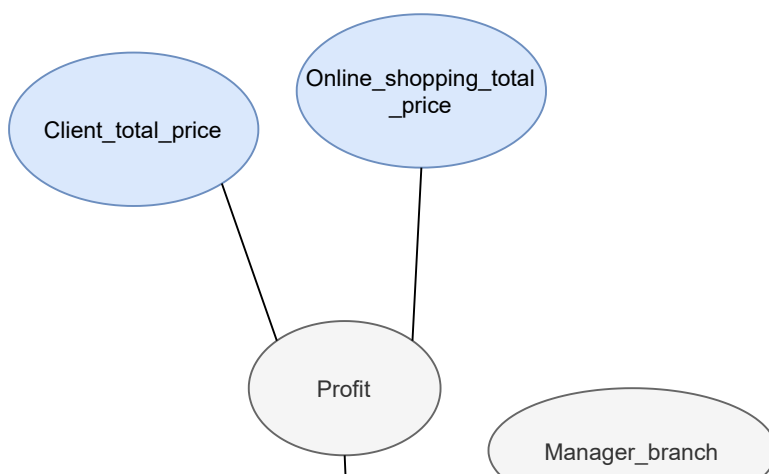 Online_shopping_total
_price
Client_total_price
Profit
Manager_branch